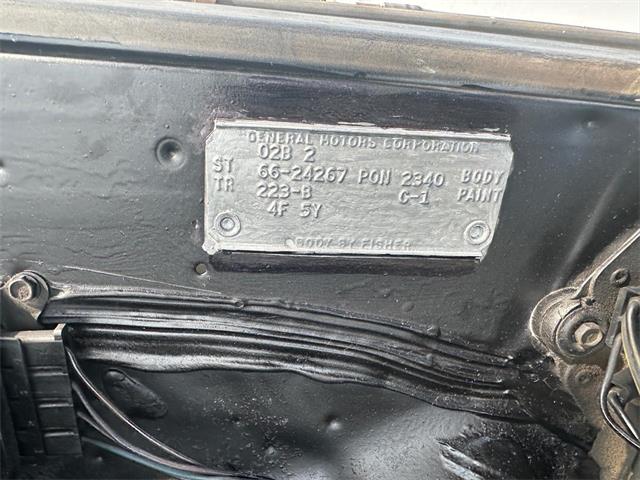 GENERAL MOTORS CORPORATION
02B 2
ST 66-24267 PON 2340 BODY
TR 223-B C-1 PAINT
4F 5Y
BODY BY FISHER